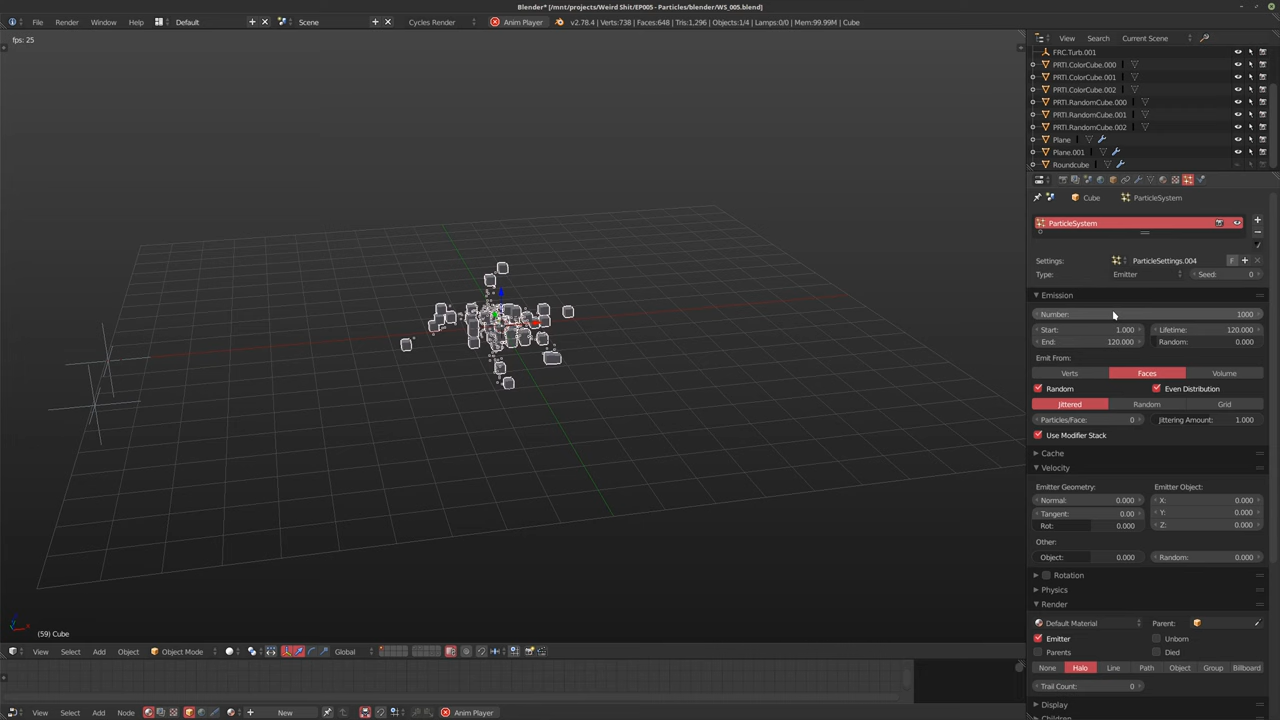 Blender* [/mnt/projects/Weird Shit/EP005 - Particles/blender/WS_005.blend]
File Render Window Help Default Scene Cycles Render Anim Player v2.78.4 | Verts:738 | Faces:648 | Tris:1,296 | Objects:1/4 | Lamps:0/0 | Mem:99.99M | Cube
fps: 25
View Search Current Scene
FRC.Turb.001
PRTI.ColorCube.000
PRTI.ColorCube.001
PRTI.ColorCube.002
PRTI.RandomCube.000
PRTI.RandomCube.001
PRTI.RandomCube.002
Plane
Plane.001
Roundcube
Cube ParticleSystem
ParticleSystem
Settings: ParticleSettings.004 F
Type: Emitter Seed: 0
Emission
Number: 1000
Start: 1.000 Lifetime: 120.000
End: 120.000 Random: 0.000
Emit From:
Verts Faces Volume
Random Even Distribution
Jittered Random Grid
Particles/Face: 0 Jittering Amount: 1.000
Use Modifier Stack
Cache
Velocity
Emitter Geometry: Emitter Object:
Normal: 0.000 X: 0.000
Tangent: 0.00 Y: 0.000
Rot: 0.000 Z: 0.000
Other:
Object: 0.000 Random: 0.000
Rotation
Physics
Render
Default Material Parent:
Emitter Unborn
Parents Died
None Halo Line Path Object Group Billboard
Trail Count: 0
Display
Children
(59) Cube
View Select Add Object Object Mode Global
View Select Add Node New Anim Player